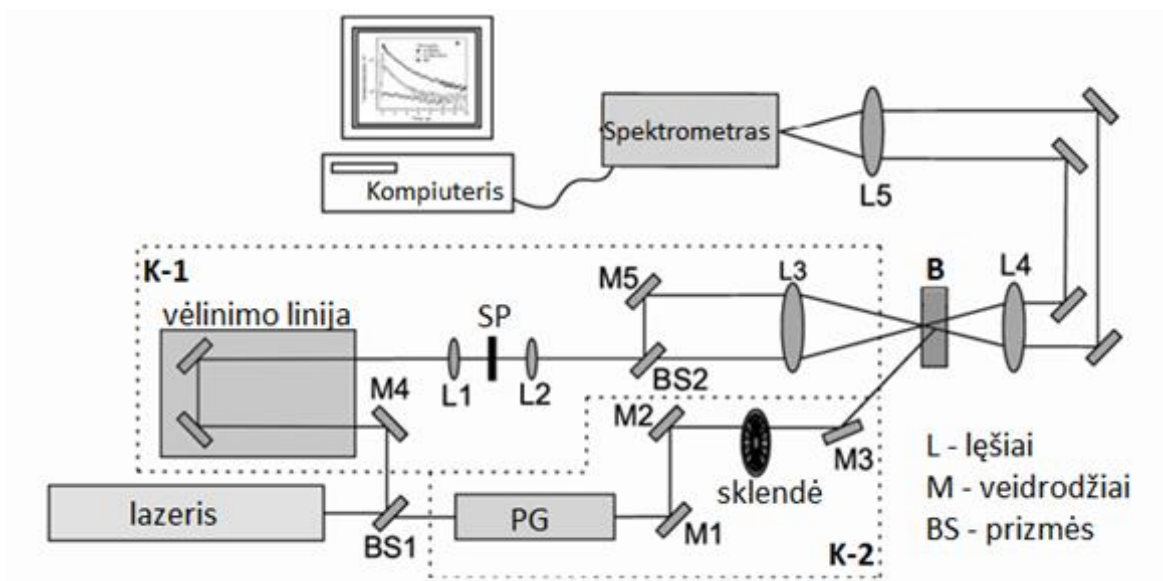 Spektrometras
Kompiuteris
L5
K-1
vėlinimo linija
M5
L3
B
L4
SP
M4
L1
L2
BS2
M2
M3
sklendė
lazeris
BS1
PG
M1
K-2
L - lęšiai
M - veidrodžiai
BS - prizmės